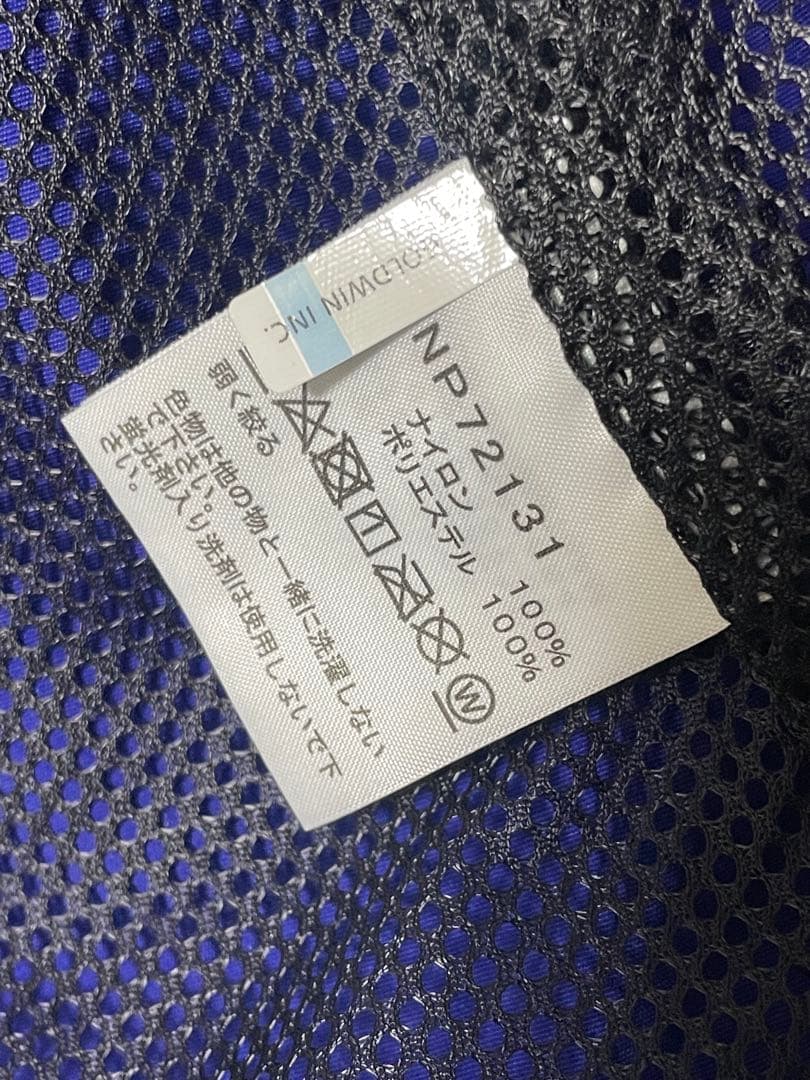 GOLDWIN INC.
NP72131
ナイロン 100%
ポリエステル 100%
W
弱く絞る
色物は他の物と一緒に洗濯しない
で下さい。
蛍光剤入り洗剤は使用しないで下
さい。